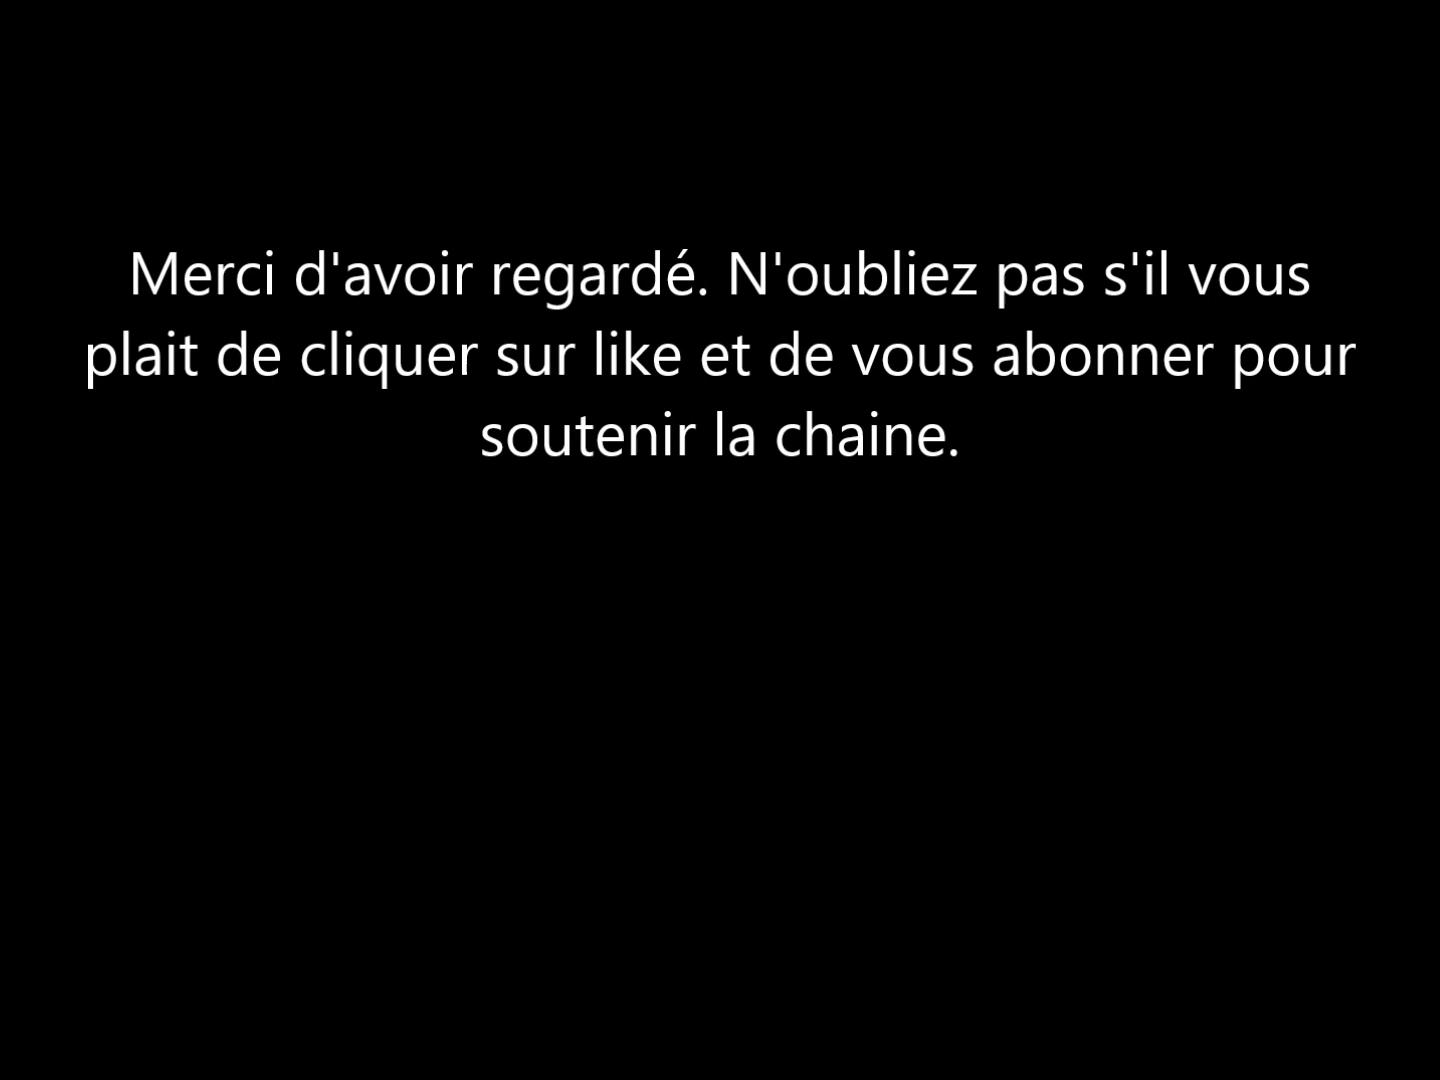 Merci d'avoir regardé. N'oubliez pas s'il vous
plait de cliquer sur like et de vous abonner pour
soutenir la chaine.